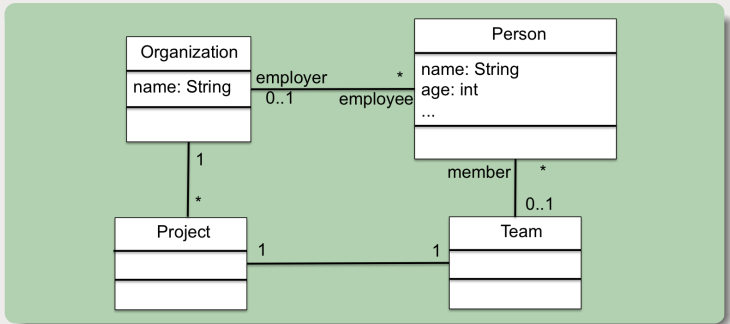 Organization
name: String
employer
0..1
*
employee
Person
name: String
age: int
...
1
*
member
*
0..1
Project
1
1
Team